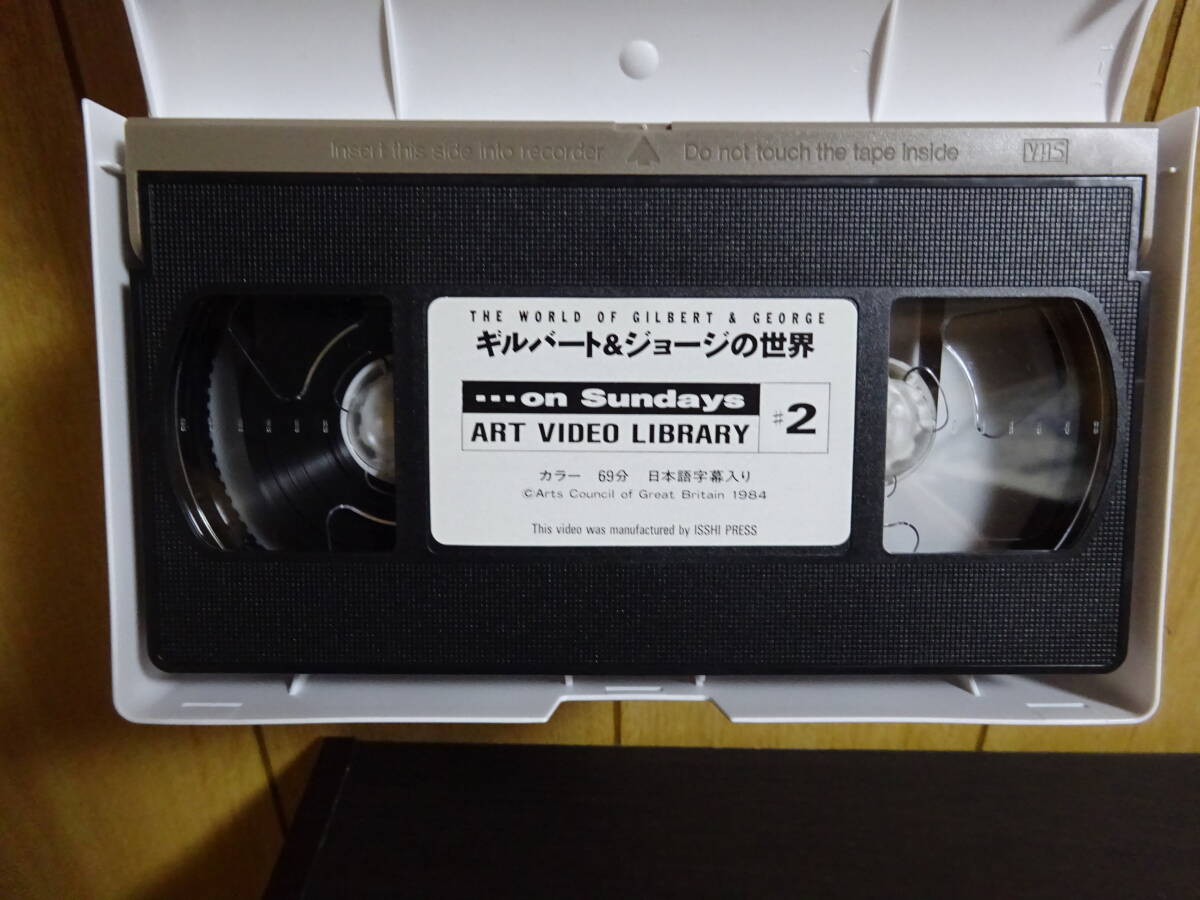 Insert this side into recorder Do not touch the tape inside VHS
THE WORLD OF GILBERT & GEORGE
ギルバート&ジョージの世界
...on Sundays
ART VIDEO LIBRARY
#2
カラー 69分 日本語字幕入り
©Arts Council of Great Britain 1984
This video was manufactured by ISSHI PRESS